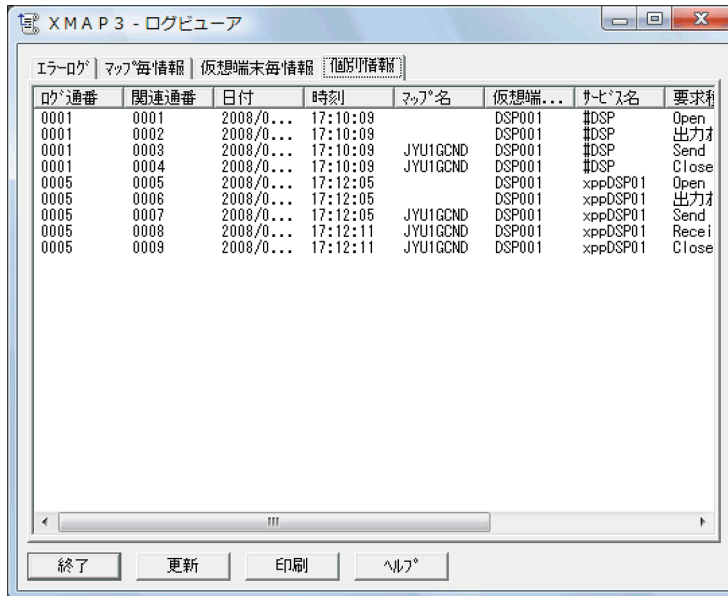 XMAP3 - ログビューア
ｴﾗｰﾛｸﾞ マップ毎情報 仮想端末毎情報 個別情報
ﾛｸﾞ通番 関連通番 日付 時刻 ﾏｯﾌﾟ名 仮想端... ｻｰﾋﾞｽ名 要求種
0001 0001 2008/0... 17:10:09 DSP001 #DSP Open
0001 0002 2008/0... 17:10:09 DSP001 #DSP 出力オ
0001 0003 2008/0... 17:10:09 JYU1GCND DSP001 #DSP Send
0001 0004 2008/0... 17:10:09 JYU1GCND DSP001 #DSP Close
0005 0005 2008/0... 17:12:05 DSP001 xppDSP01 Open
0005 0006 2008/0... 17:12:05 DSP001 xppDSP01 出力オ
0005 0007 2008/0... 17:12:05 JYU1GCND DSP001 xppDSP01 Send
0005 0008 2008/0... 17:12:11 JYU1GCND DSP001 xppDSP01 Recei
0005 0009 2008/0... 17:12:11 JYU1GCND DSP001 xppDSP01 Close
終了 更新 印刷 ﾍﾙﾌﾟ